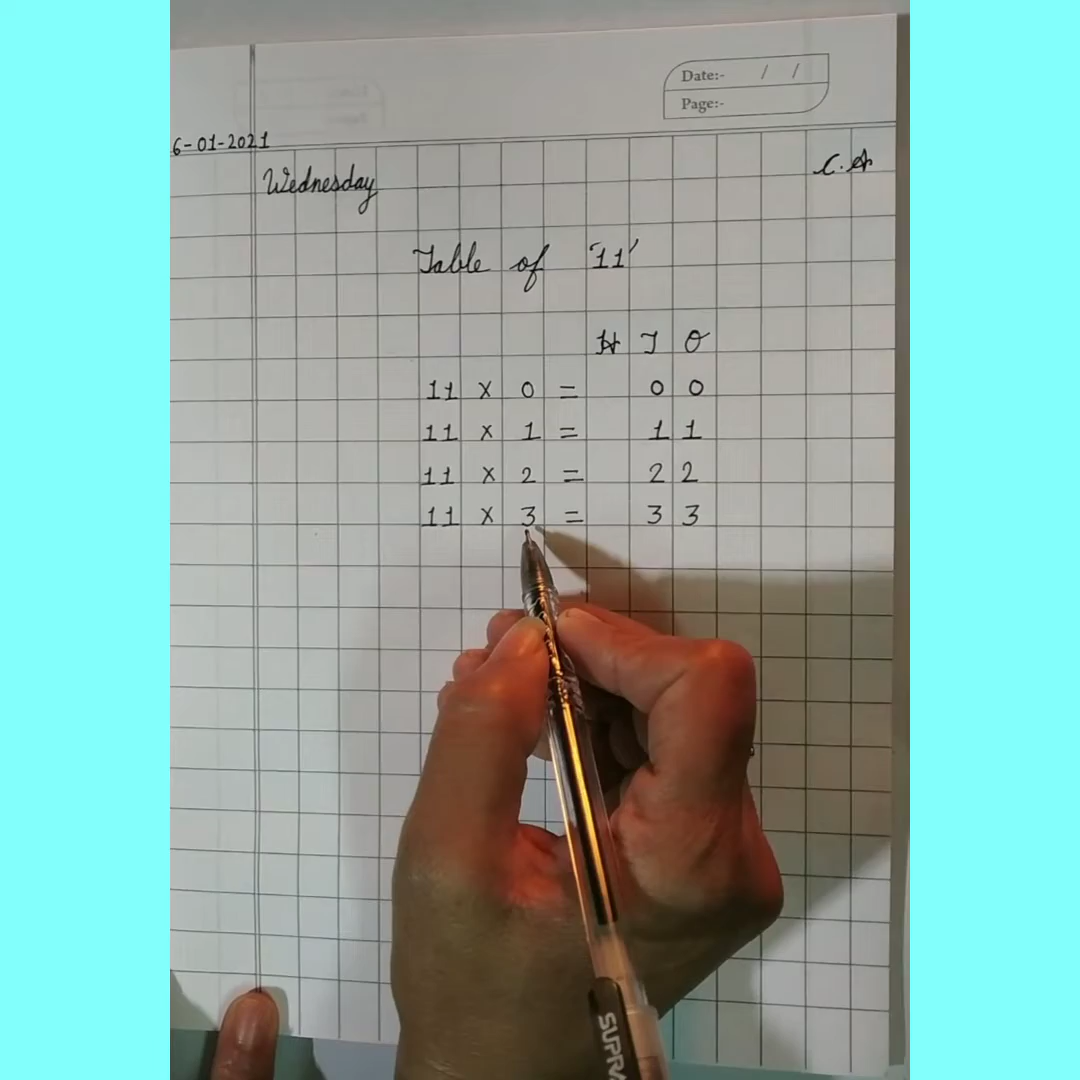 Date:- / /
Page:-
6-01-2021
Wednesday C.A
Table of '11'
H T O
11 × 0 = 0 0
11 × 1 = 1 1
11 × 2 = 2 2
11 × 3 = 3 3